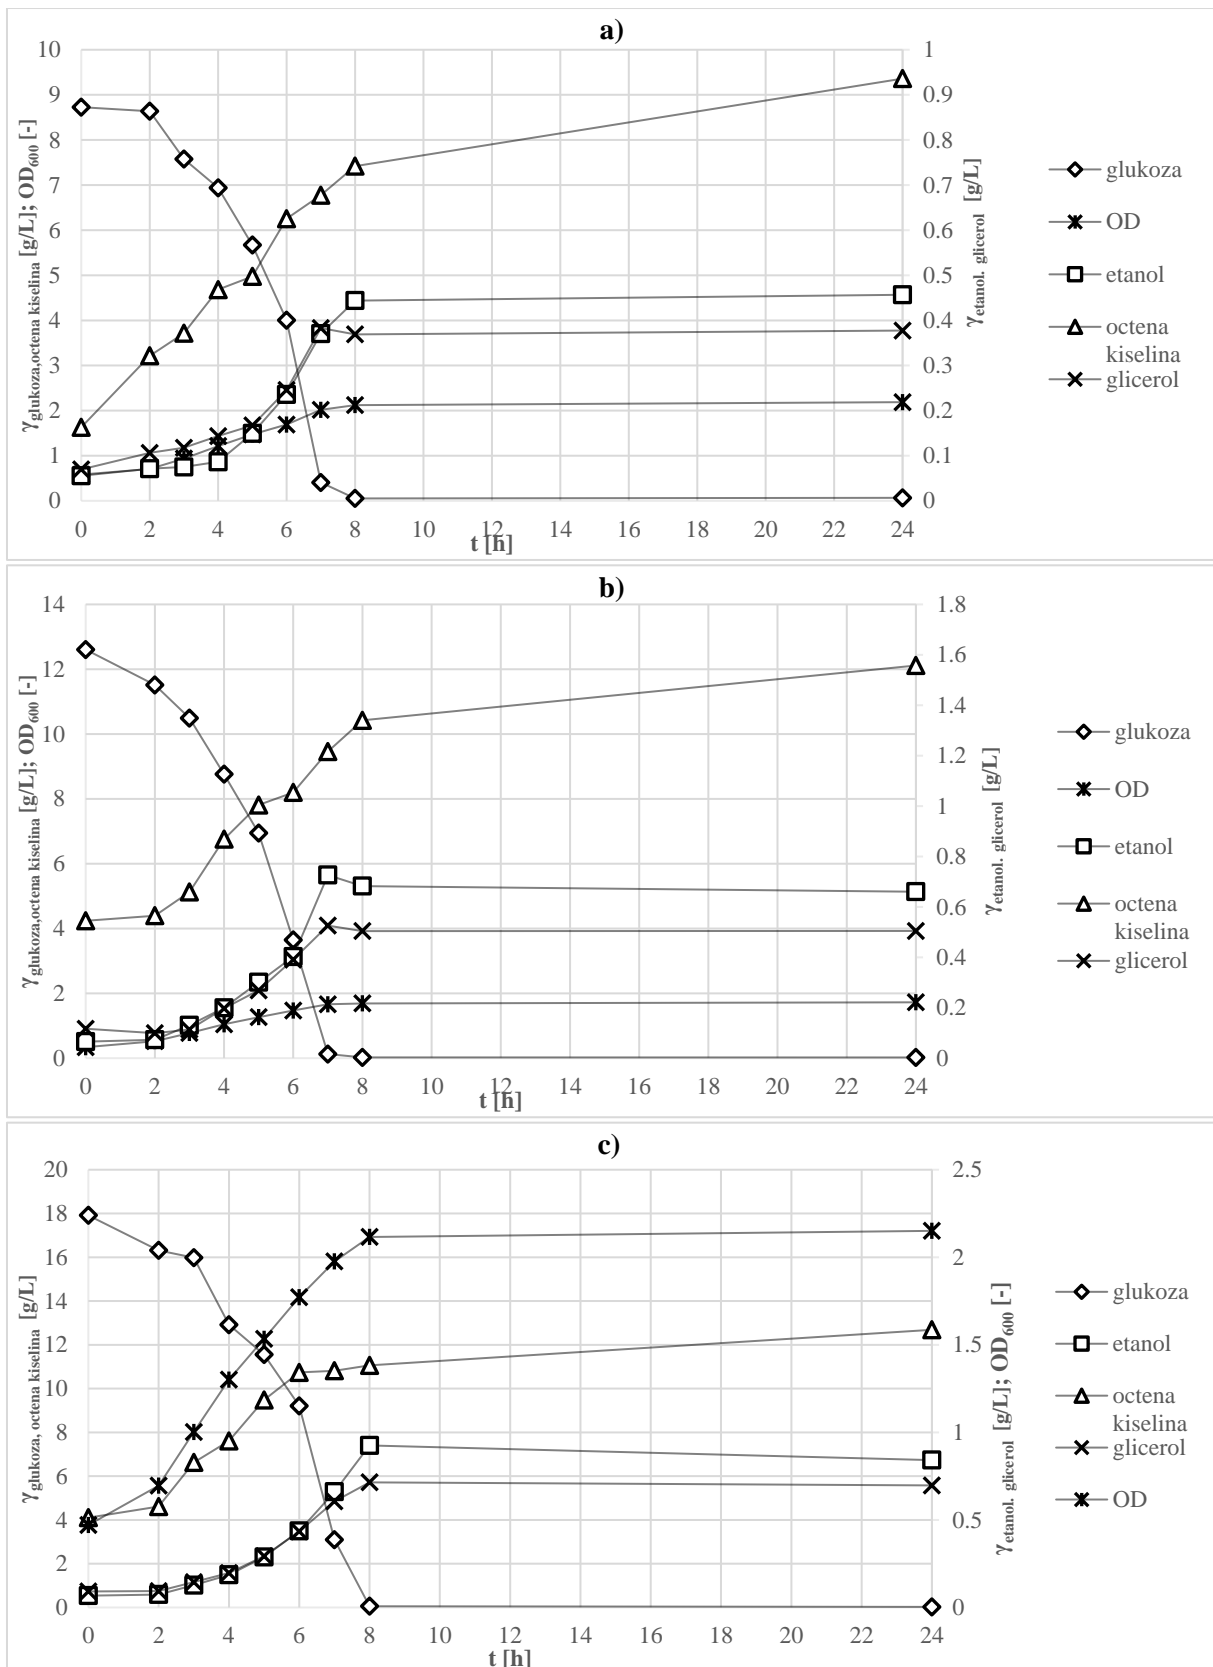 a)
10
9
8
7
6
5
4
3
2
1
0
γglukoza,octena kiselina [g/L]; OD600 [-]
1
0.9
0.8
0.7
0.6
0.5
0.4
0.3
0.2
0.1
0
γetanol. glicerol [g/L]
0 2 4 6 8 10 12 14 16 18 20 22 24
t [h]
glukoza
OD
etanol
octena
kiselina
glicerol
b)
14
12
10
8
6
4
2
0
γglukoza,octena kiselina [g/L]; OD600 [-]
1.8
1.6
1.4
1.2
1
0.8
0.6
0.4
0.2
0
γetanol. glicerol [g/L]
0 2 4 6 8 10 12 14 16 18 20 22 24
t [h]
glukoza
OD
etanol
octena
kiselina
glicerol
c)
20
18
16
14
12
10
8
6
4
2
0
γglukoza, octena kiselina [g/L]
2.5
2
1.5
1
0.5
0
γetanol. glicerol [g/L]; OD600 [-]
0 2 4 6 8 10 12 14 16 18 20 22 24
t [h]
glukoza
etanol
octena
kiselina
glicerol
OD